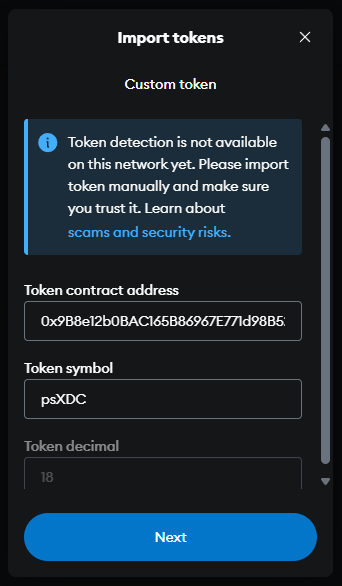 Import tokens
Custom token
Token detection is not available
on this network yet. Please import
token manually and make sure
you trust it. Learn about
scams and security risks.
Token contract address
0x9B8e12b0BAC165B86967E771d98B5
Token symbol
psXDC
Token decimal
18
Next